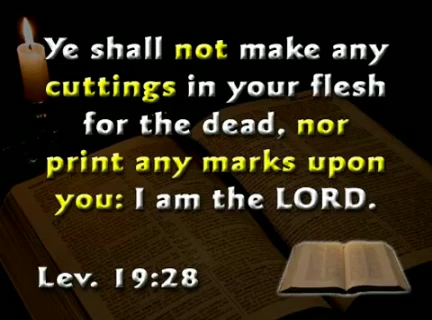 Ye shall not make any
cuttings in your flesh
for the dead, nor
print any marks upon
you: I am the LORD.
Lev. 19:28